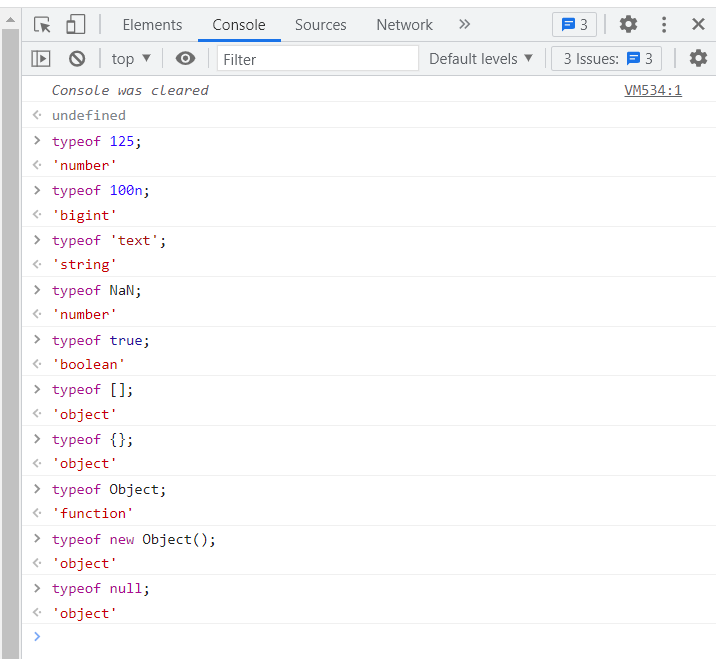 Elements Console Sources Network 3
top Filter Default levels 3 Issues: 3
Console was cleared VM534:1
undefined
typeof 125;
'number'
typeof 100n;
'bigint'
typeof 'text';
'string'
typeof NaN;
'number'
typeof true;
'boolean'
typeof [];
'object'
typeof {};
'object'
typeof Object;
'function'
typeof new Object();
'object'
typeof null;
'object'